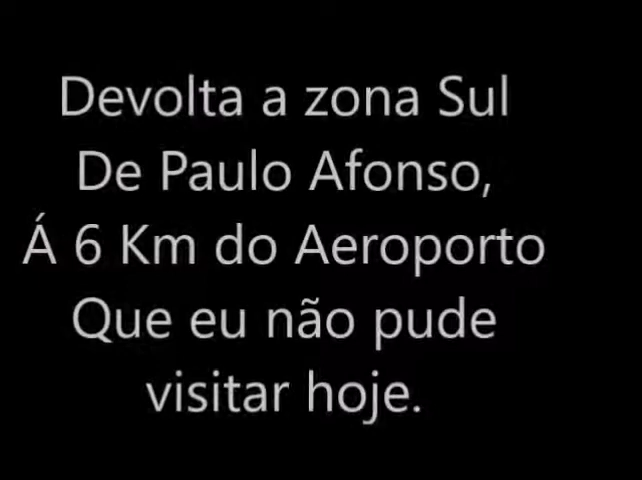 Devolta a zona Sul
De Paulo Afonso,
Á 6 Km do Aeroporto
Que eu não pude
visitar hoje.